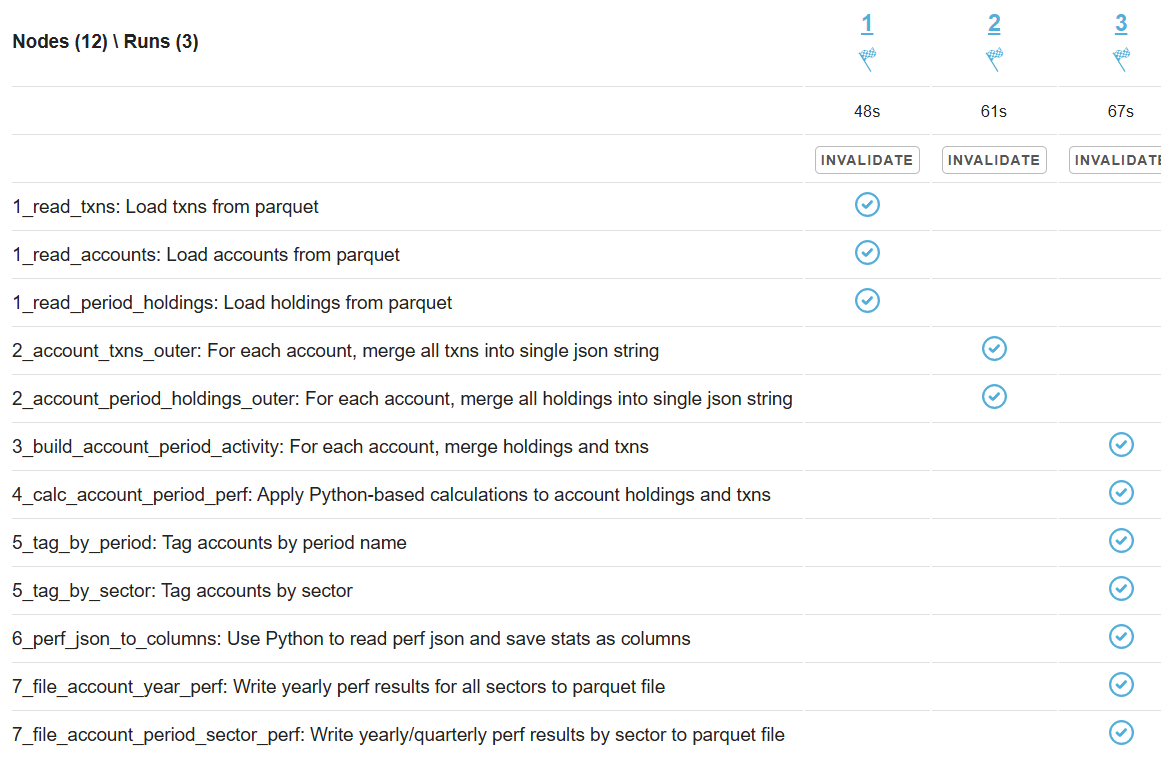 1 2 3
Nodes (12) \ Runs (3)
48s 61s 67s
INVALIDATE INVALIDATE INVALIDATE
1_read_txns: Load txns from parquet
1_read_accounts: Load accounts from parquet
1_read_period_holdings: Load holdings from parquet
2_account_txns_outer: For each account, merge all txns into single json string
2_account_period_holdings_outer: For each account, merge all holdings into single json string
3_build_account_period_activity: For each account, merge holdings and txns
4_calc_account_period_perf: Apply Python-based calculations to account holdings and txns
5_tag_by_period: Tag accounts by period name
5_tag_by_sector: Tag accounts by sector
6_perf_json_to_columns: Use Python to read perf json and save stats as columns
7_file_account_year_perf: Write yearly perf results for all sectors to parquet file
7_file_account_period_sector_perf: Write yearly/quarterly perf results by sector to parquet file